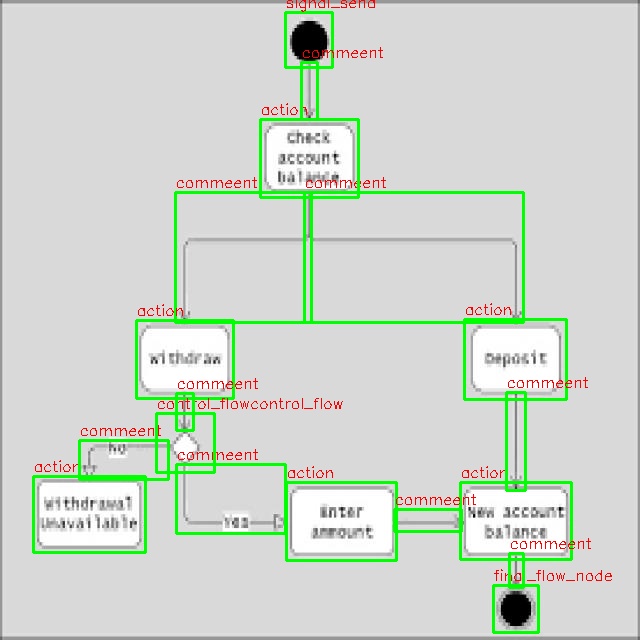 signal_send
commeent
action
Check
account
balance
commeent
commeent
action
action
Withdraw
Deposit
commeent
commeent
control_flowcontrol_flow
commeent
No
commeent
action
action
action
Withdrawal
Unavailable
Yes
Enter
ammount
commeent
New account
balance
commeent
final_flow_node